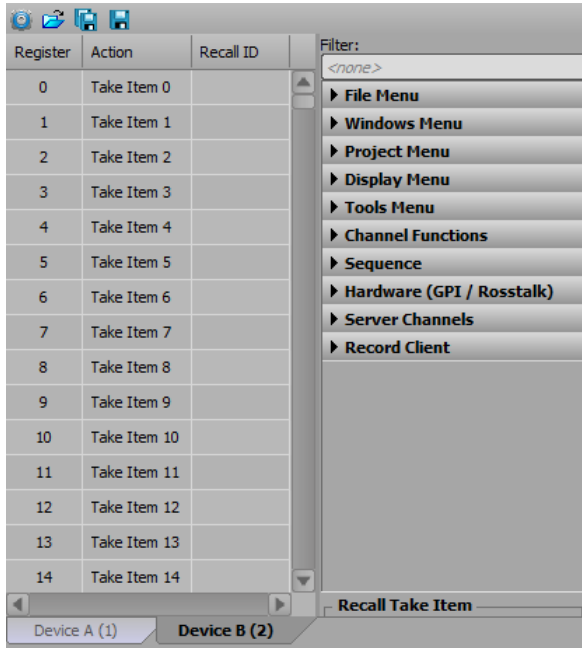 Register Action Recall ID
0 Take Item 0
1 Take Item 1
2 Take Item 2
3 Take Item 3
4 Take Item 4
5 Take Item 5
6 Take Item 6
7 Take Item 7
8 Take Item 8
9 Take Item 9
10 Take Item 10
11 Take Item 11
12 Take Item 12
13 Take Item 13
14 Take Item 14
Filter:
<none>
File Menu
Windows Menu
Project Menu
Display Menu
Tools Menu
Channel Functions
Sequence
Hardware (GPI / Rosstalk)
Server Channels
Record Client
Recall Take Item
Device A (1) Device B (2)